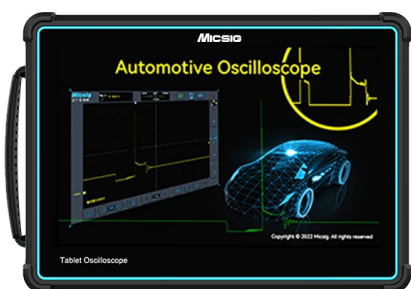 Micsig
Automotive Oscilloscope
Micsig
Copyright © 2022 Micsig. All rights reserved
Tablet Oscilloscope